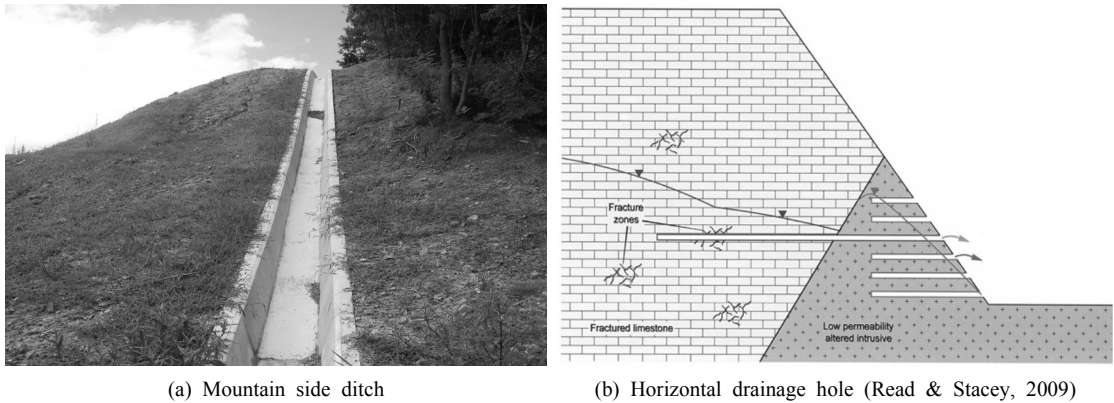 Fracture
zones
Fractured limestone
Low permeability
altered intrusive
(a) Mountain side ditch
(b) Horizontal drainage hole (Read & Stacey, 2009)